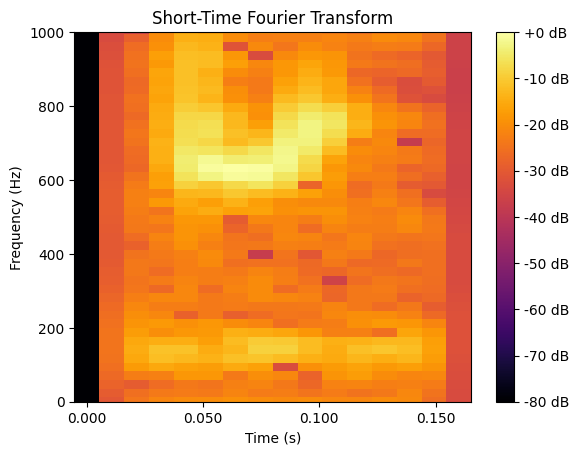 Short-Time Fourier Transform
1000
800
600
400
200
0
Frequency (Hz)
0.000
0.050
0.100
0.150
Time (s)
+0 dB
-10 dB
-20 dB
-30 dB
-40 dB
-50 dB
-60 dB
-70 dB
-80 dB